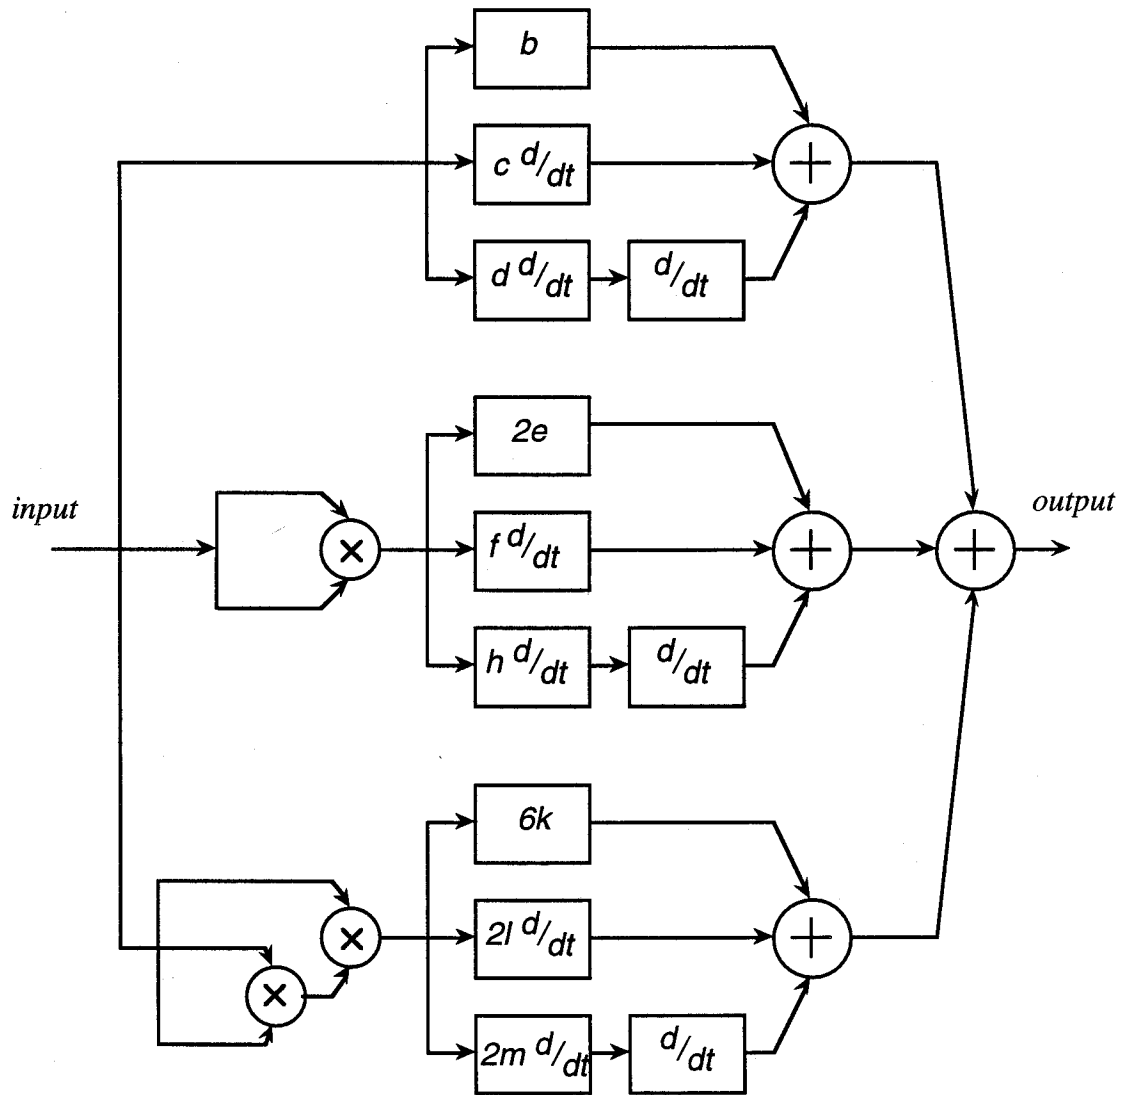 b
c d/dt
d d/dt
d/dt
2e
input
output
f d/dt
h d/dt
d/dt
6k
2l d/dt
2m d/dt
d/dt